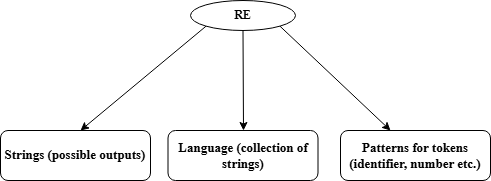 RE
Strings (possible outputs)
Language (collection of
strings)
Patterns for tokens
(identifier, number etc.)